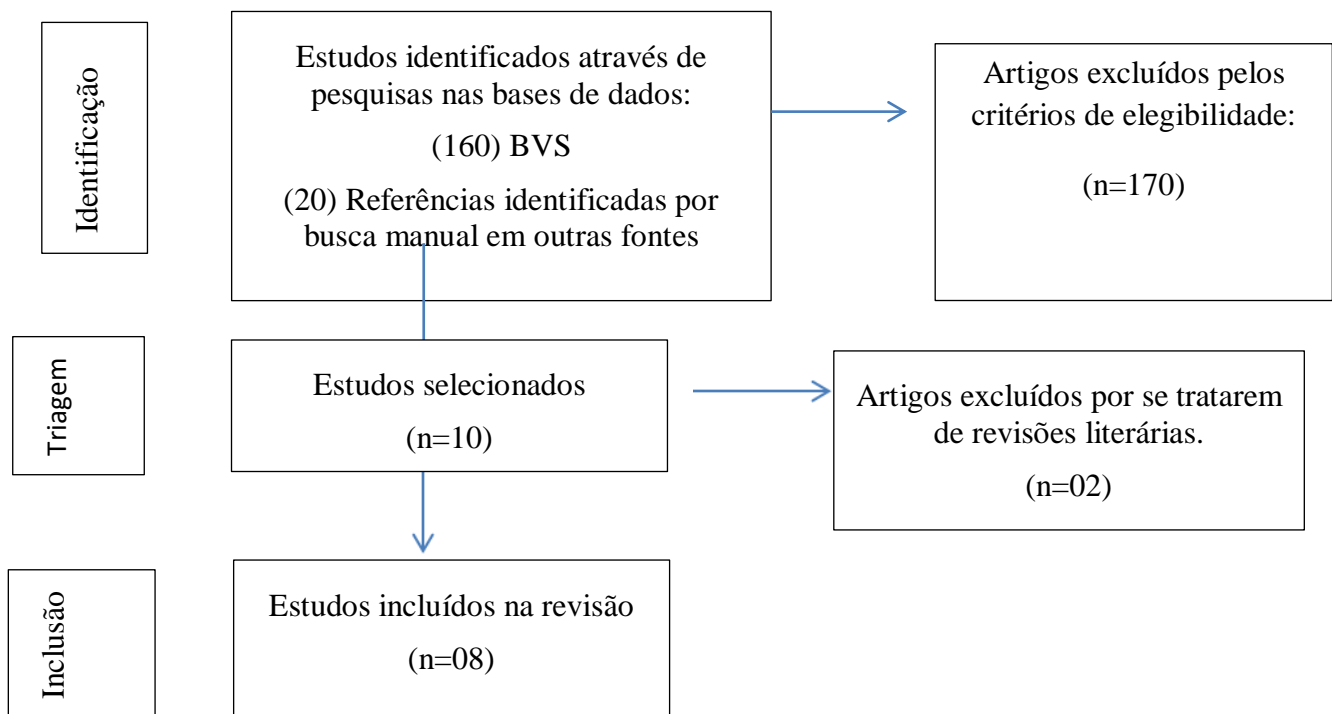 Identificação
Estudos identificados através de
pesquisas nas bases de dados:
(160) BVS
(20) Referências identificadas por
busca manual em outras fontes
Artigos excluídos pelos
critérios de elegibilidade:
(n=170)
Triagem
Estudos selecionados
(n=10)
Artigos excluídos por se tratarem
de revisões literárias.
(n=02)
Inclusão
Estudos incluídos na revisão
(n=08)